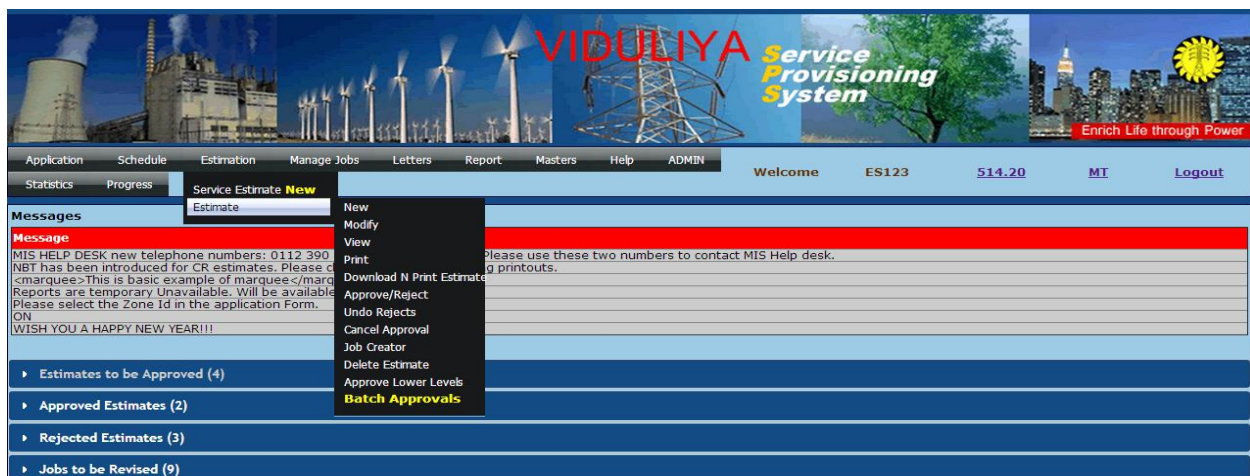 VIDULIYA
Service
Provisioning
System
Enrich Life through Power
Application Schedule Estimation Manage Jobs Letters Report Masters Help ADMIN
Statistics Progress
Welcome ES123 514.20 MT Logout
Service Estimate New
Estimate
New
Modify
View
Print
Download N Print Estimate
Approve/Reject
Undo Rejects
Cancel Approval
Job Creator
Delete Estimate
Approve Lower Levels
Batch Approvals
Messages
Message
MIS HELP DESK new telephone numbers: 0112 390 Please use these two numbers to contact MIS Help desk.
NBT has been introduced for CR estimates. Please g printouts.
<marquee>This is basic example of marquee</marq
Reports are temporary Unavailable. Will be available
Please select the Zone Id in the application Form.
ON
WISH YOU A HAPPY NEW YEAR!!!
Estimates to be Approved (4)
Approved Estimates (2)
Rejected Estimates (3)
Jobs to be Revised (9)